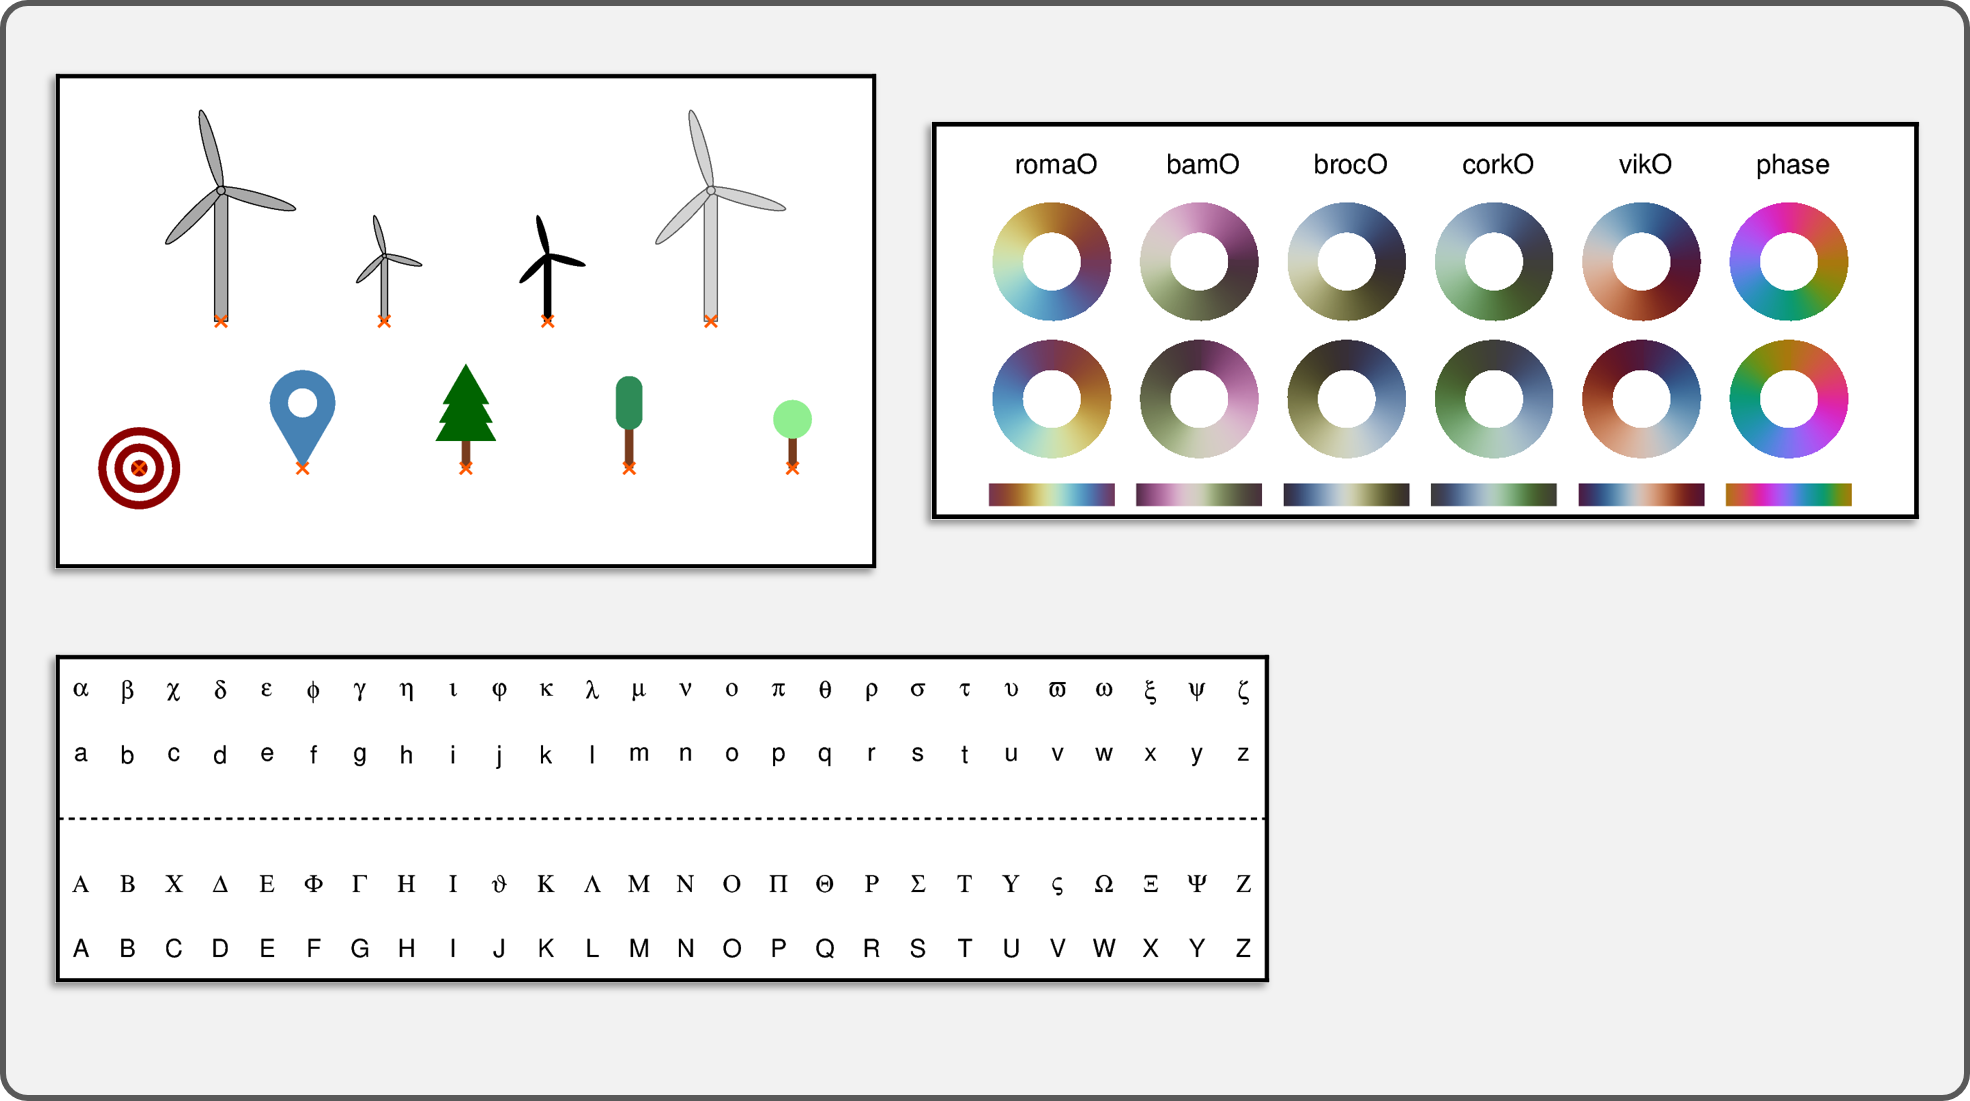 romaO bamO brocO corkO vikO phase
α β χ δ ε ϕ γ η ι φ κ λ μ ν ο π θ ρ σ τ υ ϖ ω ξ ψ ζ
a b c d e f g h i j k l m n o p q r s t u v w x y z
Α Β Χ Δ Ε Φ Γ Η Ι ϑ Κ Λ Μ Ν Ο Π Θ Ρ Σ Τ Υ ς Ω Ξ Ψ Ζ
A B C D E F G H I J K L M N O P Q R S T U V W X Y Z